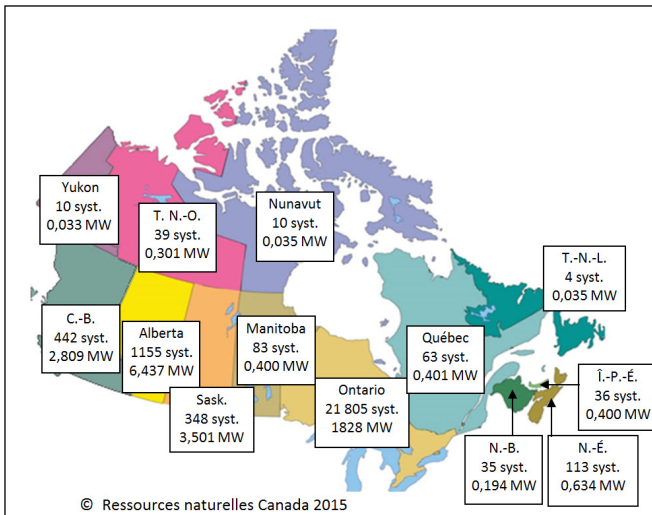 Yukon
10 syst.
0,033 MW
T. N.-O.
39 syst.
0,301 MW
Nunavut
10 syst.
0,035 MW
T.-N.-L.
4 syst.
0,035 MW
C.-B.
442 syst.
2,809 MW
Alberta
1155 syst.
6,437 MW
Sask.
348 syst.
3,501 MW
Manitoba
83 syst.
0,400 MW
Ontario
21 805 syst.
1828 MW
Québec
63 syst.
0,401 MW
Î.-P.-É.
36 syst.
0,400 MW
N.-B.
35 syst.
0,194 MW
N.-É.
113 syst.
0,634 MW
© Ressources naturelles Canada 2015